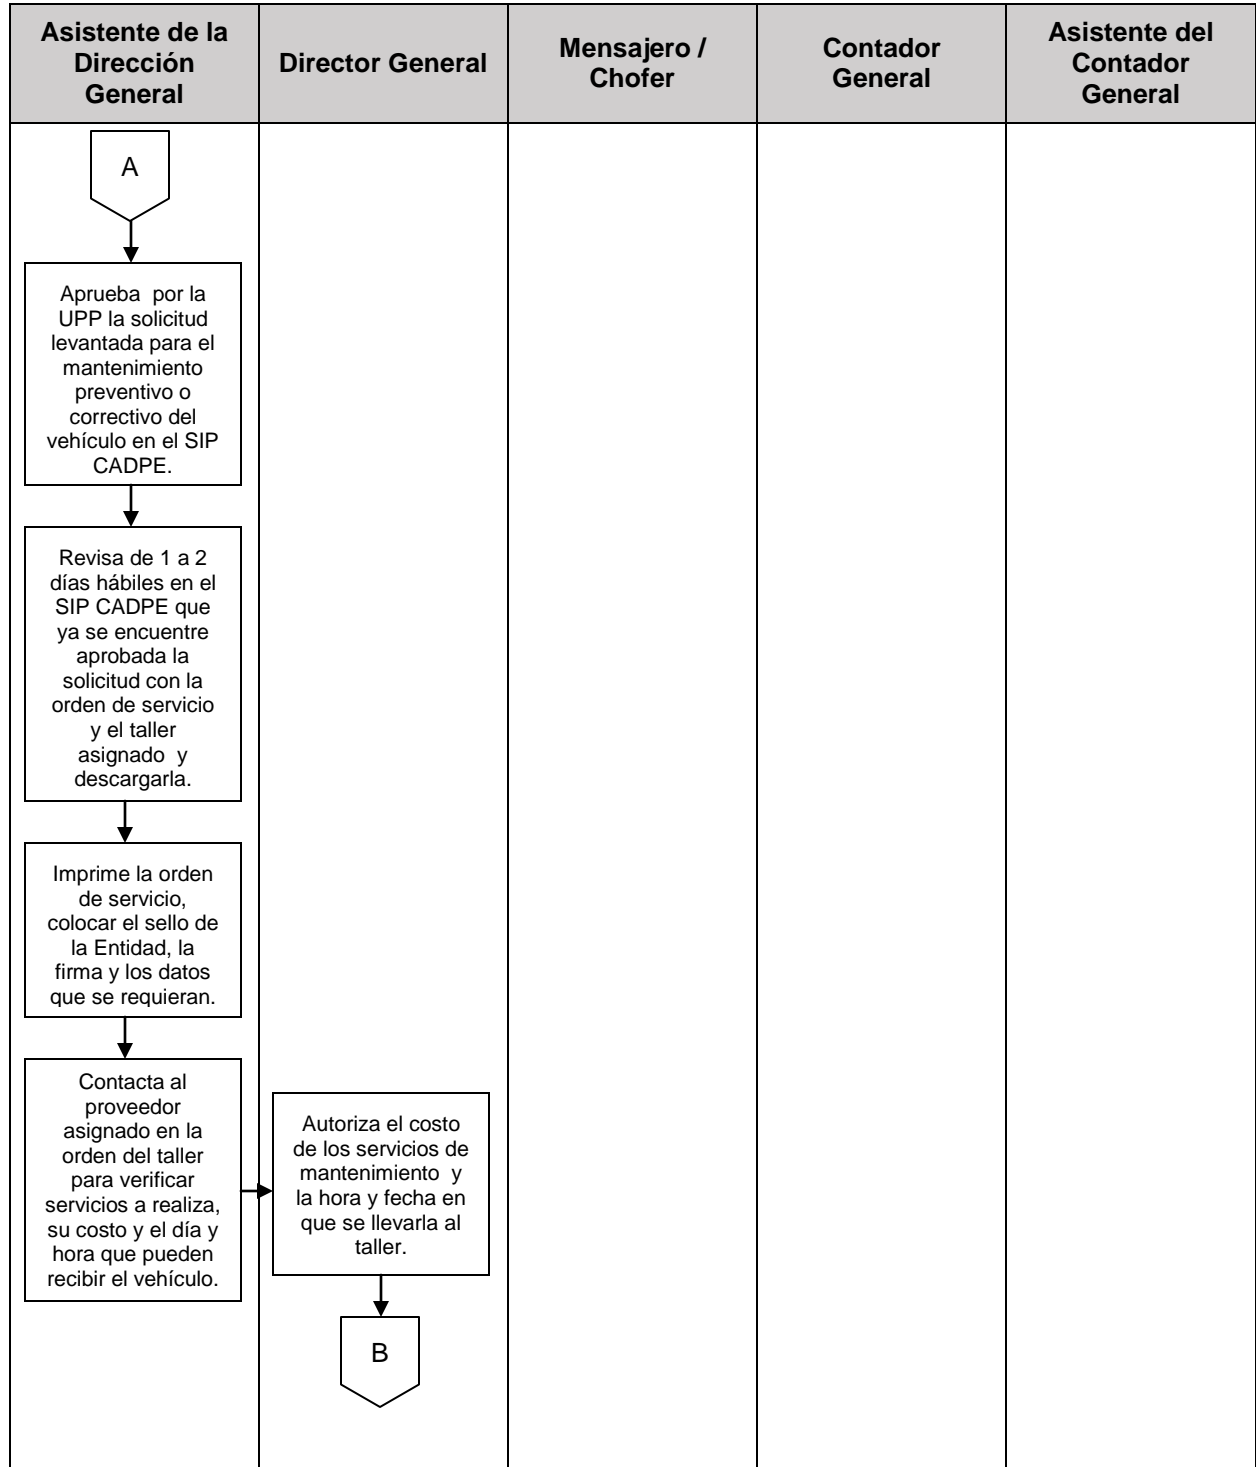 Asistente de la
Dirección
General
Director General
Mensajero /
Chofer
Contador
General
Asistente del
Contador
General
A
Aprueba  por la
UPP la solicitud
levantada para el
mantenimiento
preventivo o
correctivo del
vehículo en el SIP
CADPE.
Revisa de 1 a 2
días hábiles en el
SIP CADPE que
ya se encuentre
aprobada la
solicitud con la
orden de servicio
y el taller
asignado  y
descargarla.
Imprime la orden
de servicio,
colocar el sello de
la Entidad, la
firma y los datos
que se requieran.
Contacta al
proveedor
asignado en la
orden del taller
para verificar
servicios a realiza,
su costo y el día y
hora que pueden
recibir el vehículo.
Autoriza el costo
de los servicios de
mantenimiento  y
la hora y fecha en
que se llevarla al
taller.
B